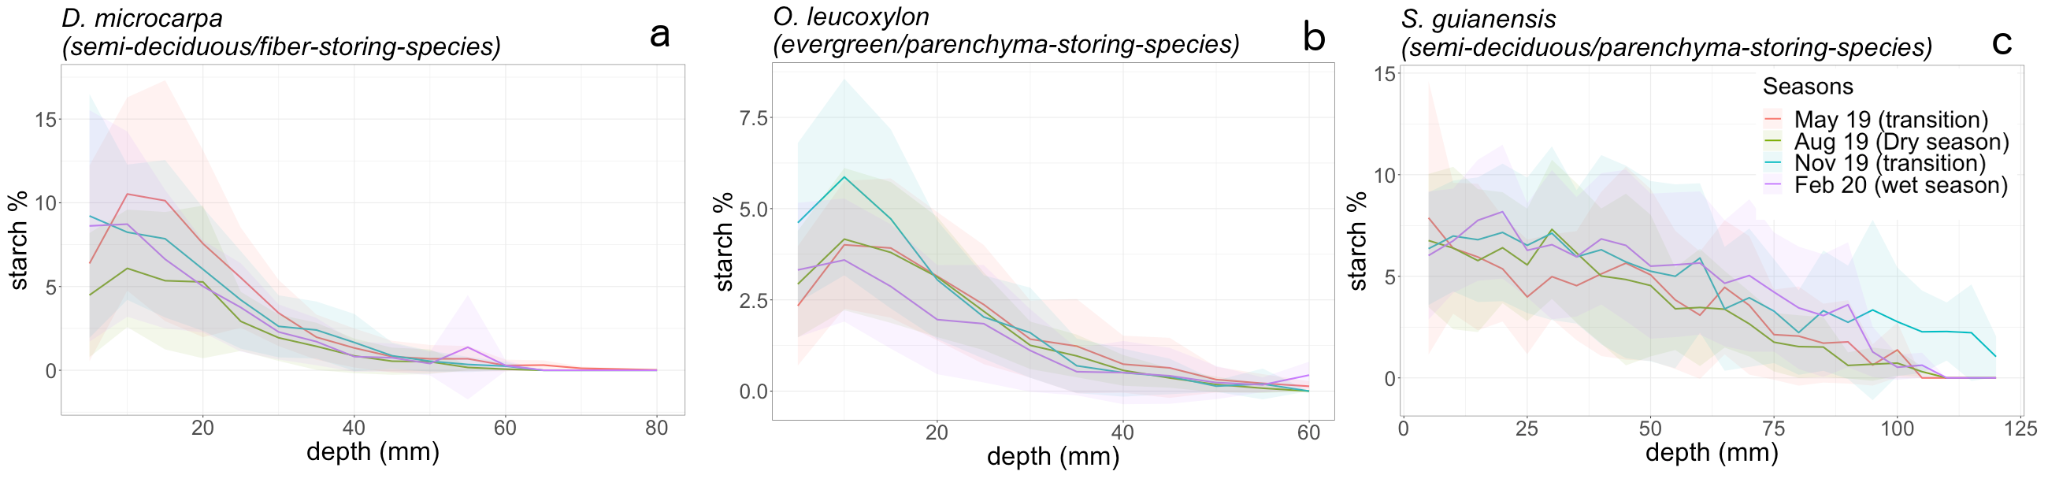 D. microcarpa
(semi-deciduous/fiber-storing-species)
a
15
10
5
0
starch %
20
40
60
80
depth (mm)
O. leucoxylon
(evergreen/parenchyma-storing-species)
b
7.5
5.0
2.5
0.0
starch %
20
40
60
depth (mm)
S. guianensis
(semi-deciduous/parenchyma-storing-species)
c
15
10
5
0
starch %
0
25
50
75
100
125
depth (mm)
Seasons
May 19 (transition)
Aug 19 (Dry season)
Nov 19 (transition)
Feb 20 (wet season)